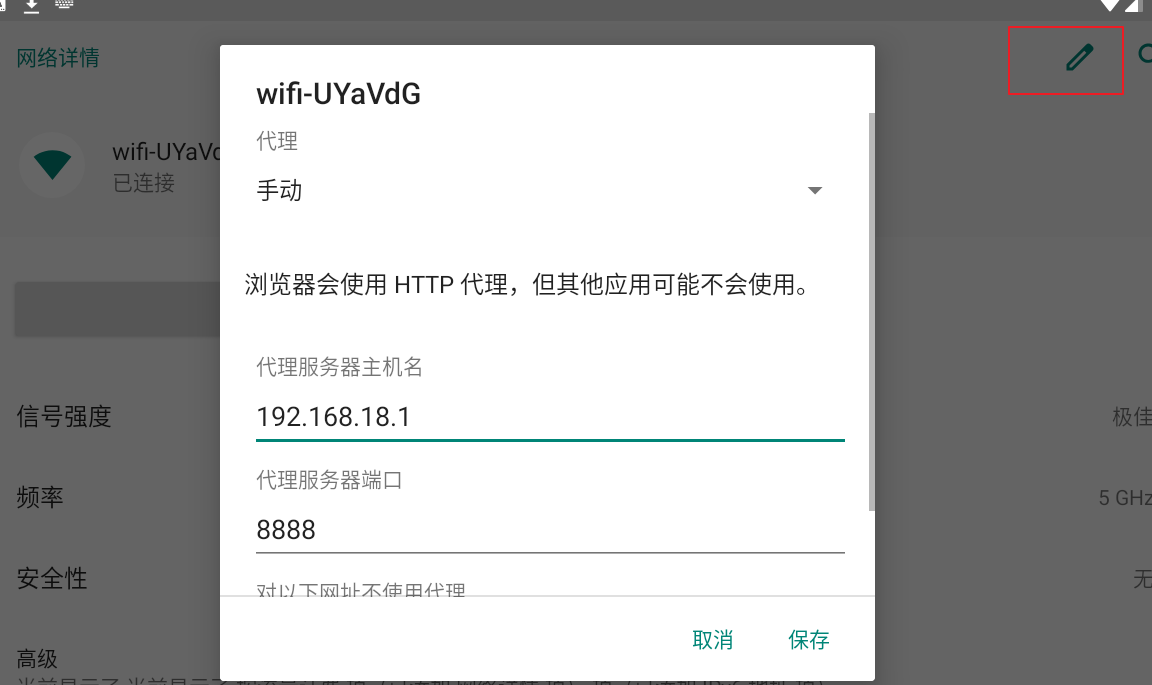 网络详情
wifi-UYaVdG
代理
wifi-UYaVd
已连接
手动
浏览器会使用 HTTP 代理，但其他应用可能不会使用。
代理服务器主机名
192.168.18.1
信号强度
极佳
代理服务器端口
频率
5 GHz
8888
安全性
无
对以下网址不使用代理
取消
保存
高级